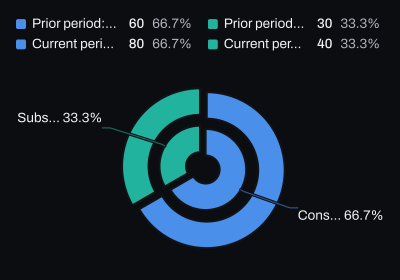 Prior period:... 60 66.7% Prior period... 30 33.3%
Current peri... 80 66.7% Current per... 40 33.3%
Subs... 33.3%
Cons... 66.7%